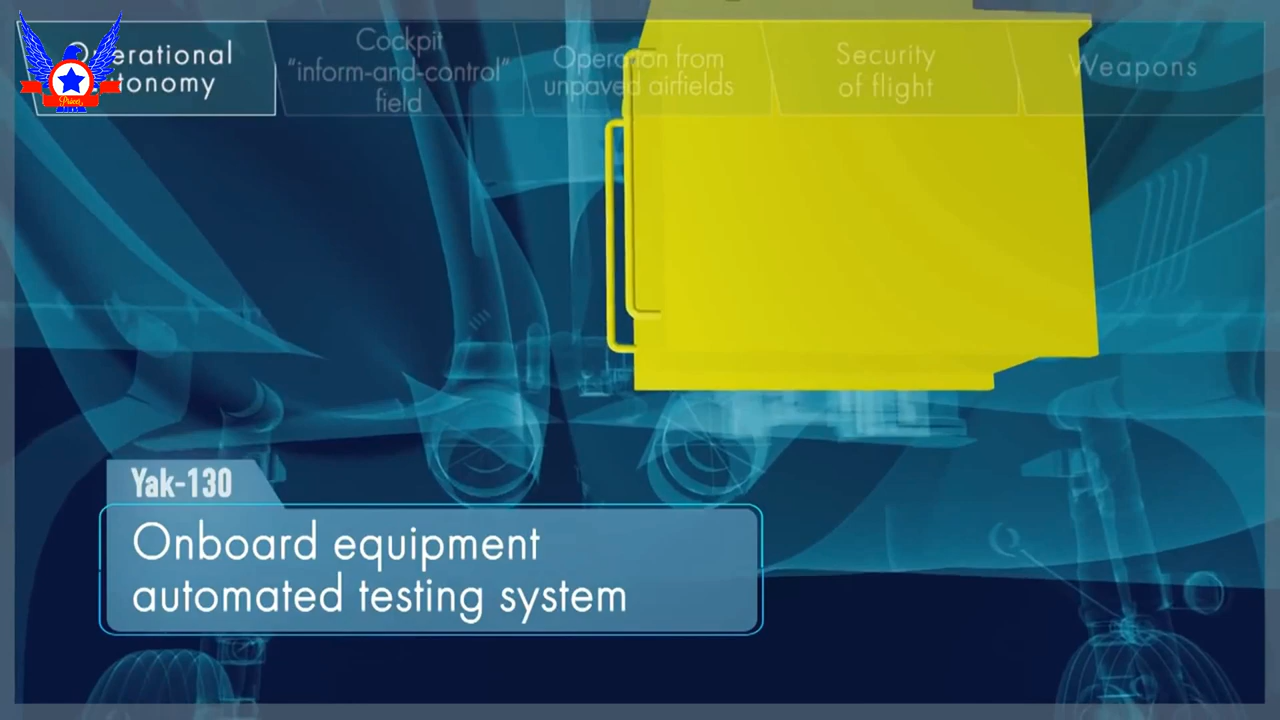 Operational
autonomy
Cockpit
“inform-and-control”
field
Operation from
unpaved airfields
Security
of flight
Weapons
Yak-130
Onboard equipment
automated testing system